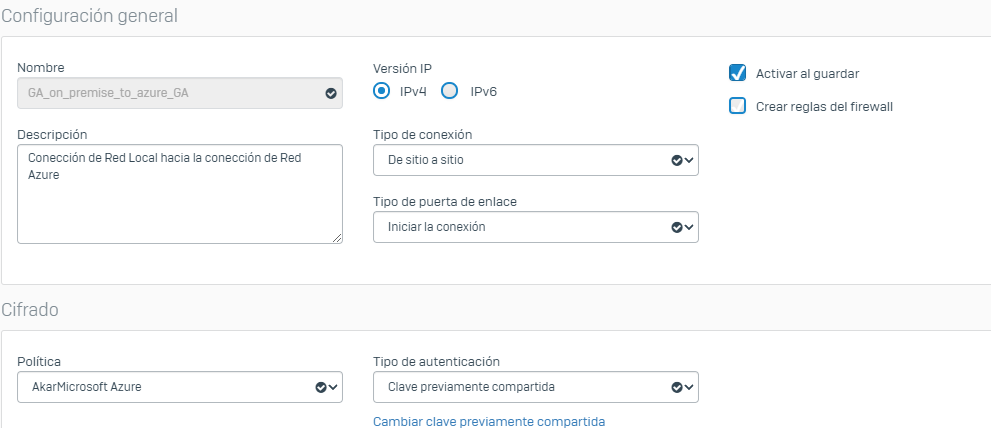 Configuración general
Nombre
GA_on_premise_to_azure_GA
Descripción
Conección de Red Local hacia la conección de Red
Azure
Versión IP
IPv4
IPv6
Tipo de conexión
De sitio a sitio
Tipo de puerta de enlace
Iniciar la conexión
Activar al guardar
Crear reglas del firewall
Cifrado
Política
AkarMicrosoft Azure
Tipo de autenticación
Clave previamente compartida
Cambiar clave previamente compartida